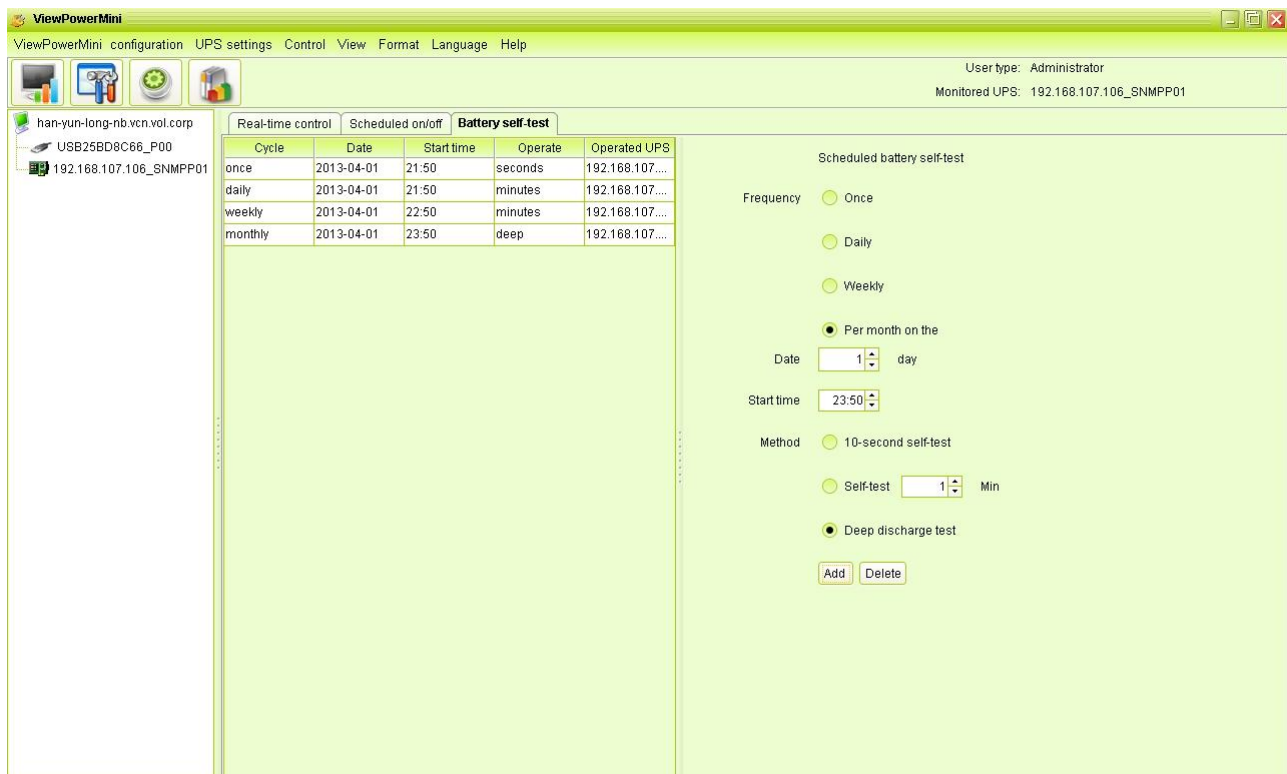 ViewPowerMini
ViewPowerMini configuration UPS settings Control View Format Language Help
User type: Administrator
Monitored UPS: 192.168.107.106_SNMPP01
han-yun-long-nb.vcn.vol.corp
USB25BD8C66_P00
192.168.107.106_SNMPP01
Real-time control Scheduled on/off Battery self-test
Cycle Date Start time Operate Operated UPS
once 2013-04-01 21:50 seconds 192.168.107....
daily 2013-04-01 21:50 minutes 192.168.107....
weekly 2013-04-01 22:50 minutes 192.168.107....
monthly 2013-04-01 23:50 deep 192.168.107....
Scheduled battery self-test
Frequency Once
Daily
Weekly
Per month on the
Date 1 day
Start time 23:50
Method 10-second self-test
Self-test 1 Min
Deep discharge test
Add Delete